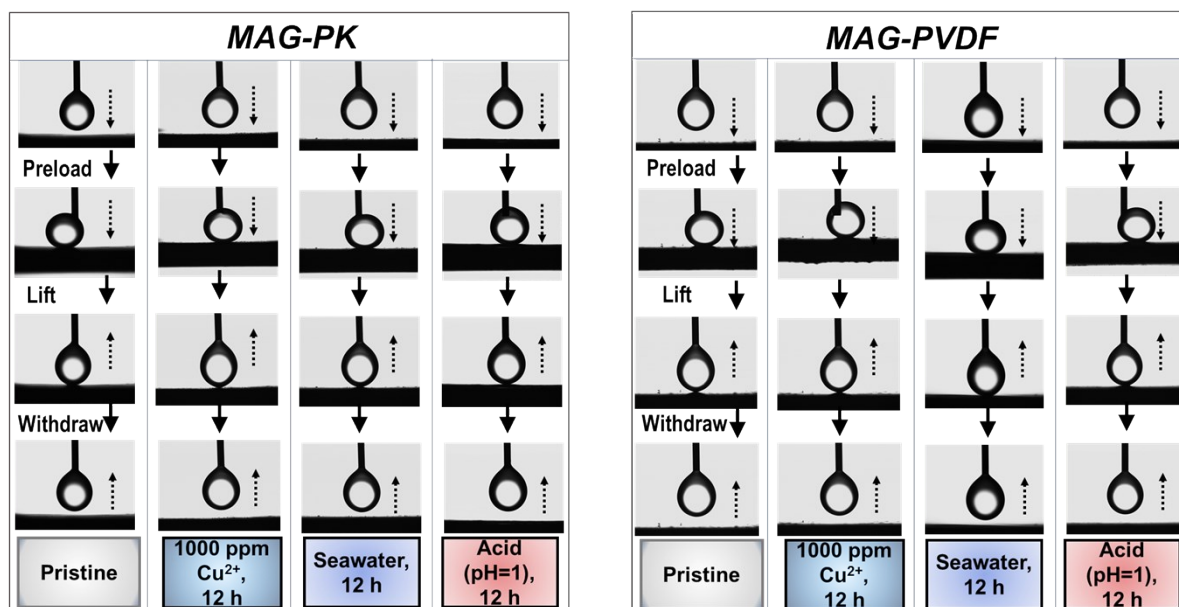 MAG-PK
Preload
Lift
Withdraw
Pristine
1000 ppm
Cu²⁺,
12 h
Seawater,
12 h
Acid
(pH=1),
12 h
MAG-PVDF
Preload
Lift
Withdraw
Pristine
1000 ppm
Cu²⁺,
12 h
Seawater,
12 h
Acid
(pH=1),
12 h